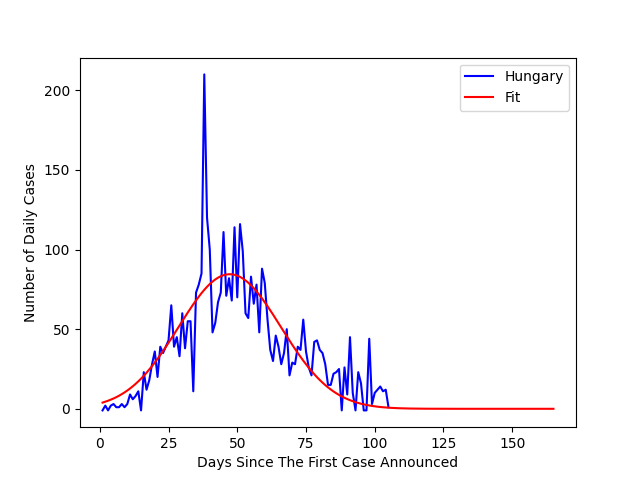 Hungary
Fit
200
150
100
50
0
Number of Daily Cases
0 25 50 75 100 125 150
Days Since The First Case Announced